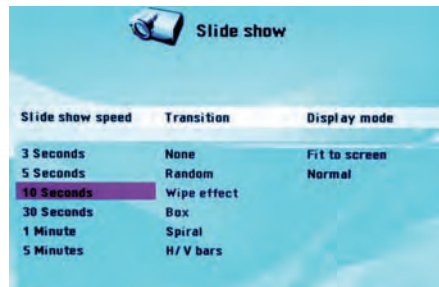 Slide show
Slide show speed Transition Display mode
3 Seconds None Fit to screen
5 Seconds Random Normal
10 Seconds Wipe effect
30 Seconds Box
1 Minute Spiral
5 Minutes H/V bars